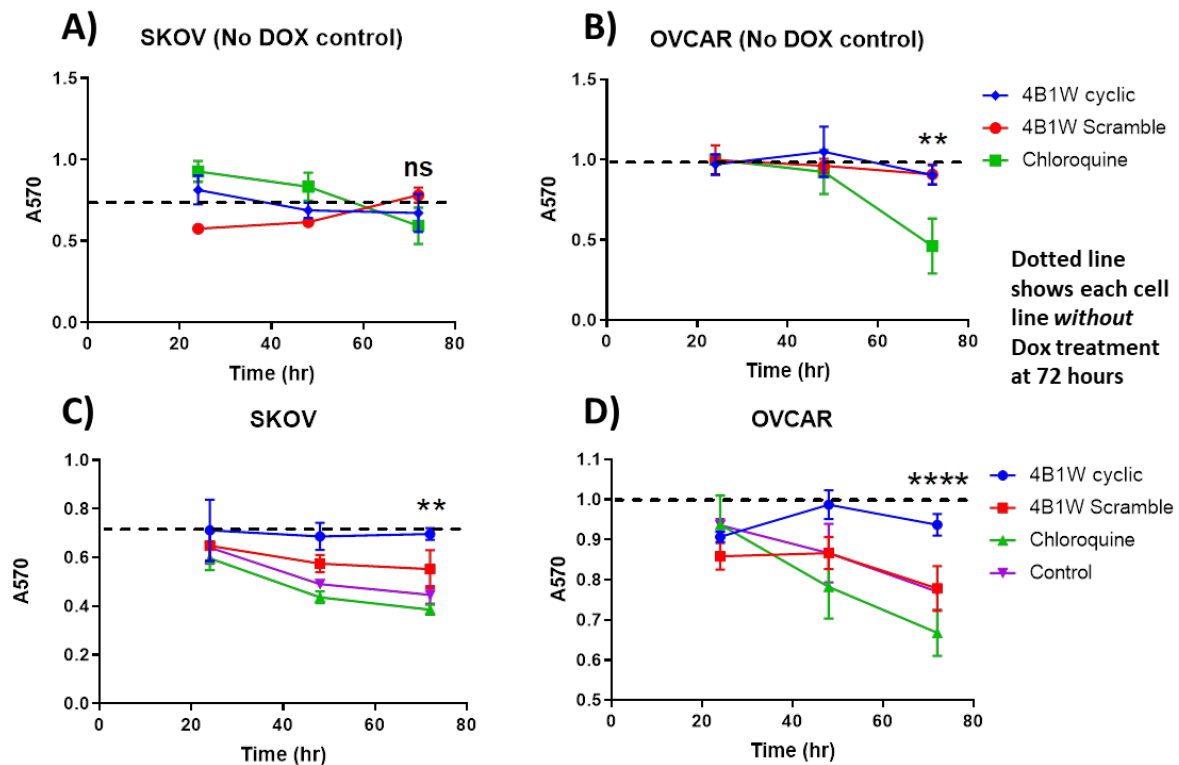 A)
SKOV (No DOX control)
1.5
1.0
0.5
0.0
A570
ns
0
20
40
60
80
Time (hr)
B)
OVCAR (No DOX control)
1.5
1.0
0.5
0.0
A570
**
0
20
40
60
80
Time (hr)
4B1W cyclic
4B1W Scramble
Chloroquine
Dotted line
shows each cell
line without
Dox treatment
at 72 hours
C)
SKOV
1.0
0.8
0.6
0.4
0.2
0.0
A570
**
0
20
40
60
80
Time (hr)
D)
OVCAR
1.1
1.0
0.9
0.8
0.7
0.6
0.5
A570
****
0
20
40
60
80
Time (hr)
4B1W cyclic
4B1W Scramble
Chloroquine
Control